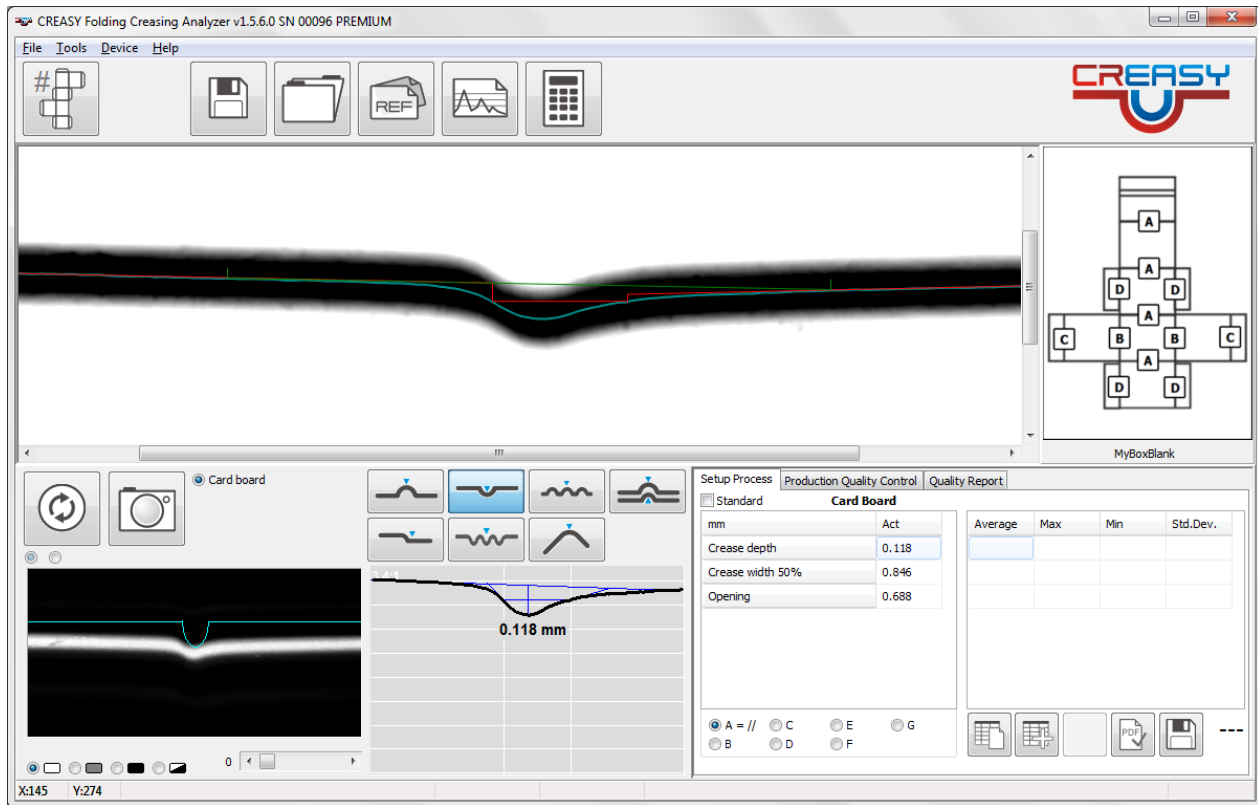 CREASY Folding Creasing Analyzer v1.5.6.0 SN 00096 PREMIUM
File Tools Device Help
#
REF
CREASY
A
A
D D
A
C B B C
A
D D
MyBoxBlank
Card board
Setup Process Production Quality Control Quality Report
Standard Card Board
mm Act Average Max Min Std.Dev.
Crease depth 0.118
Crease width 50% 0.846
Opening 0.688
0.118 mm
A = // C E G
B D F
PDF
---
0
X:145 Y:274